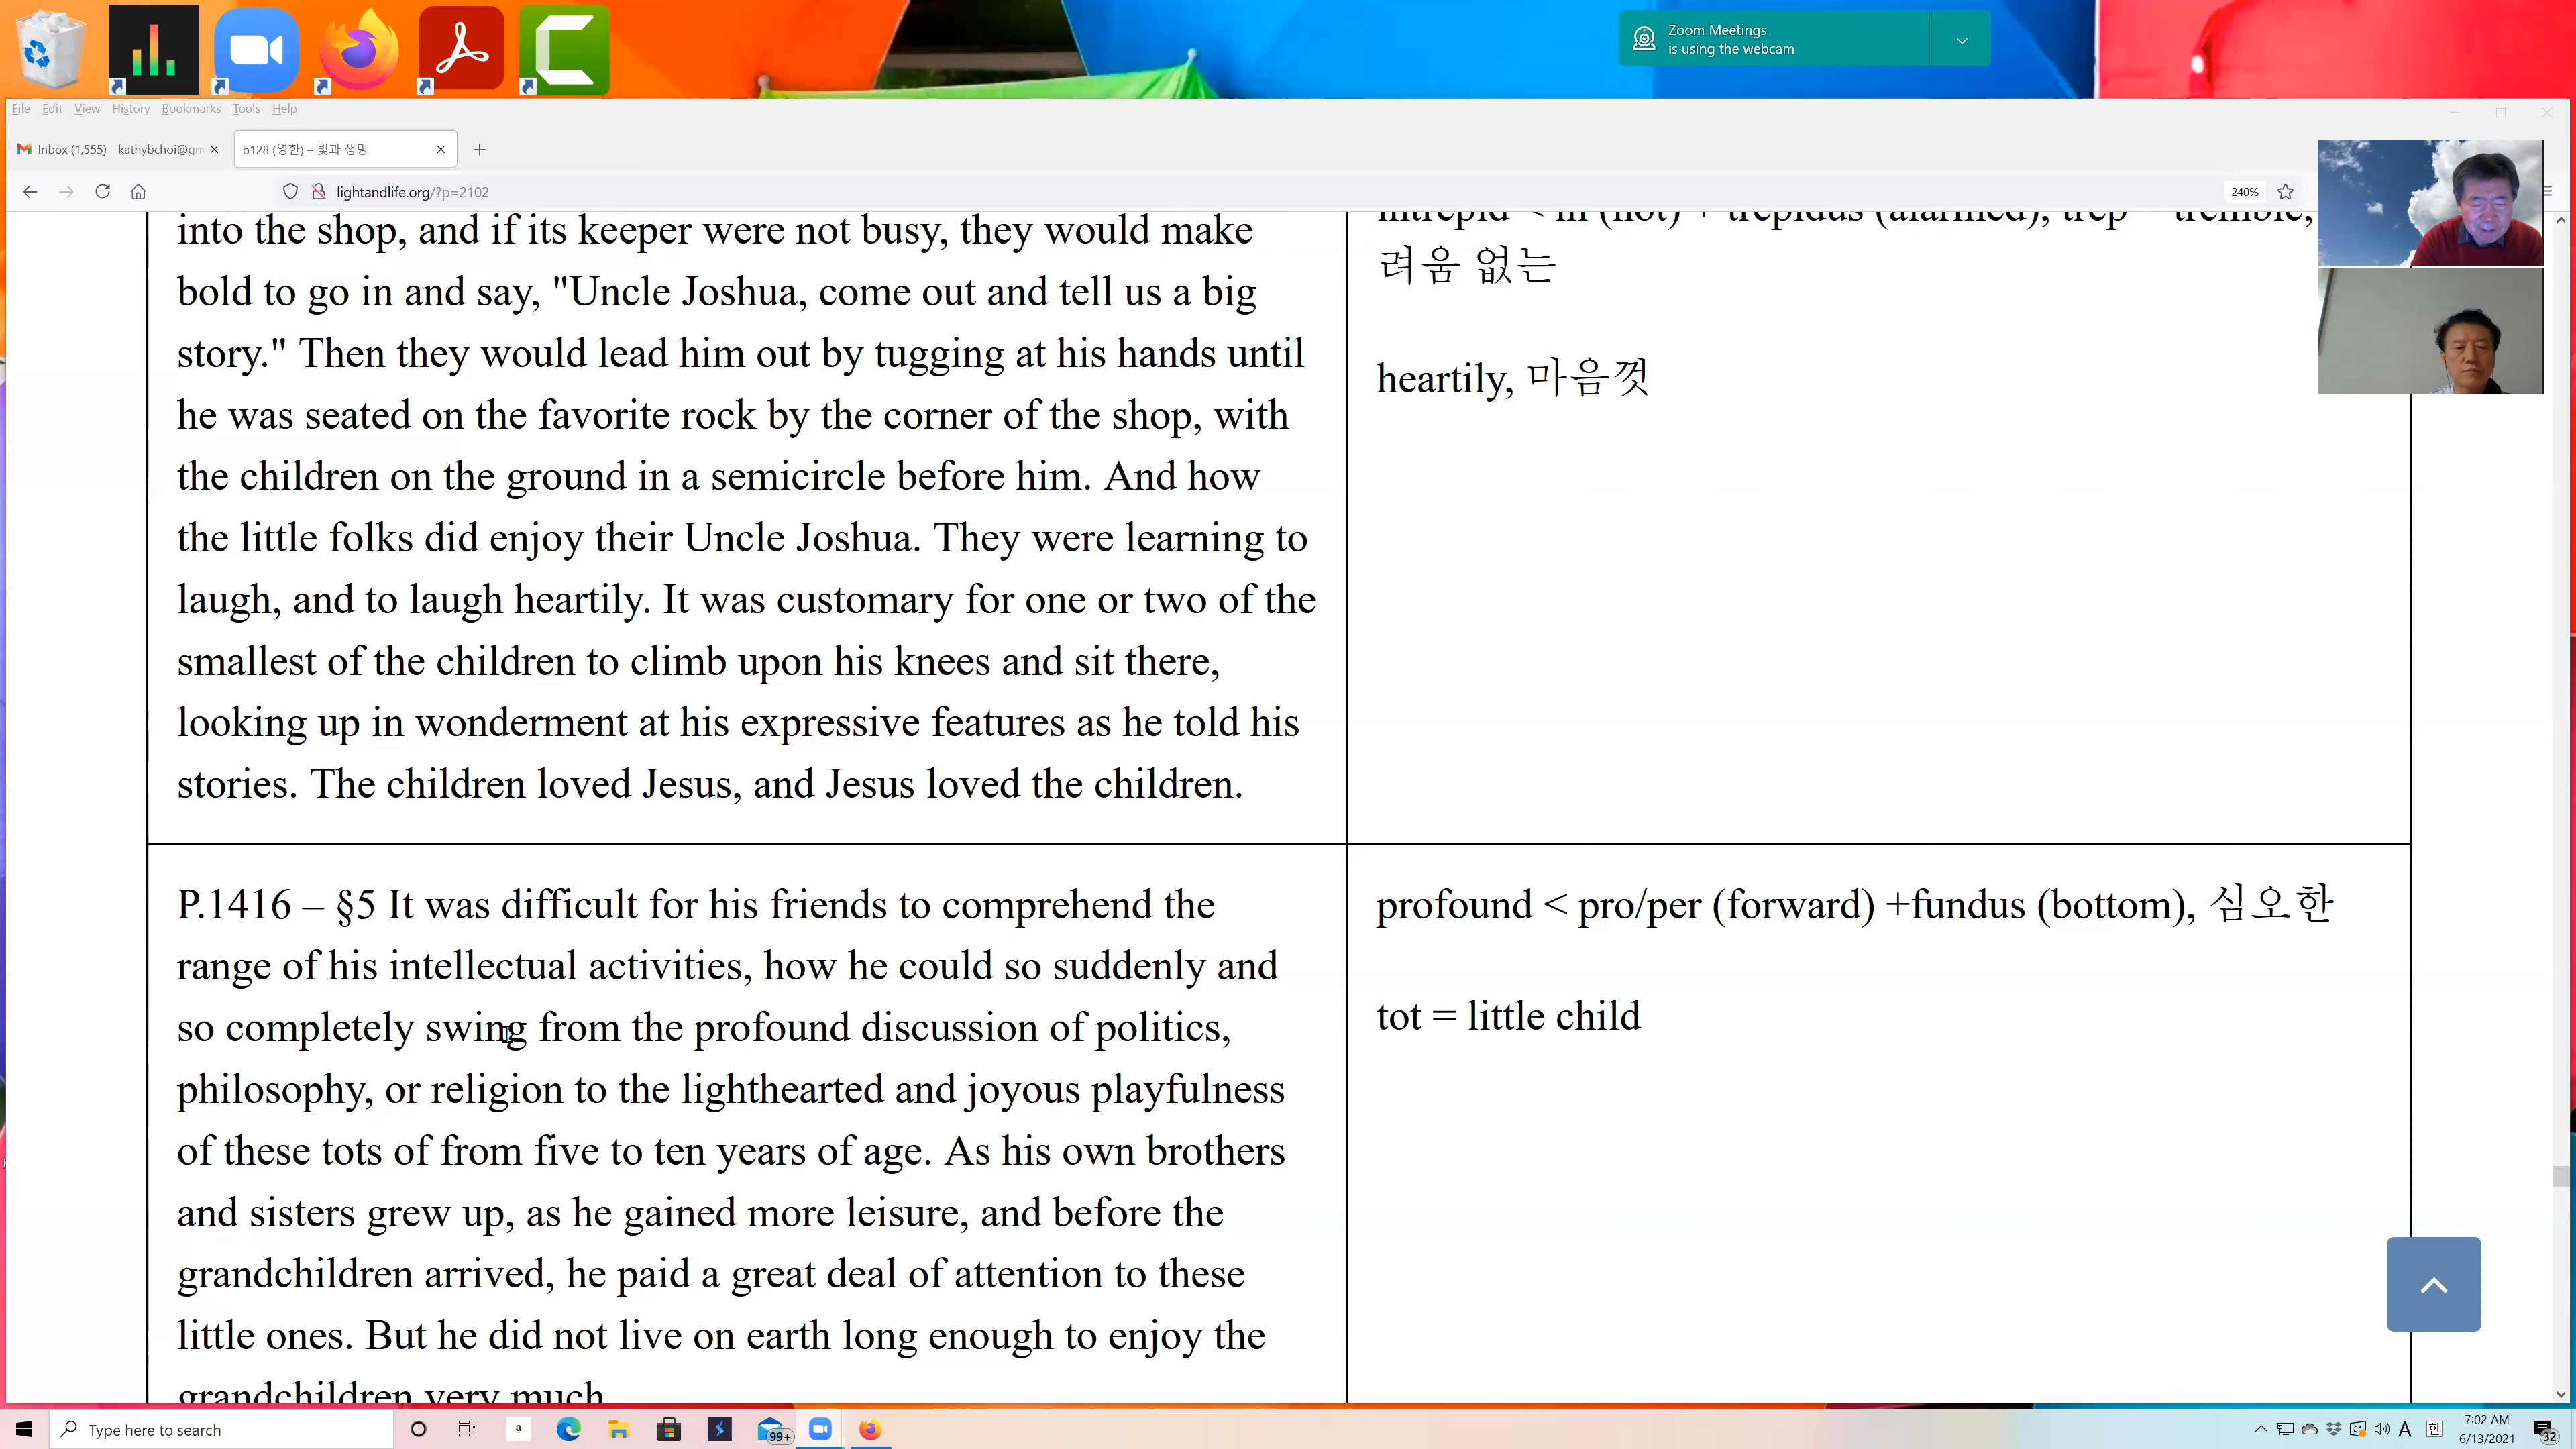 Zoom Meetings
is using the webcam
File Edit View History Bookmarks Tools Help
Inbox (1,555) - kathybchoi@gm
b128 (영한) – 빛과 생명
lightandlife.org/?p=2102
240%
into the shop, and if its keeper were not busy, they would make
bold to go in and say, "Uncle Joshua, come out and tell us a big
story." Then they would lead him out by tugging at his hands until
he was seated on the favorite rock by the corner of the shop, with
the children on the ground in a semicircle before him. And how
the little folks did enjoy their Uncle Joshua. They were learning to
laugh, and to laugh heartily. It was customary for one or two of the
smallest of the children to climb upon his knees and sit there,
looking up in wonderment at his expressive features as he told his
stories. The children loved Jesus, and Jesus loved the children.
intrepid < in (not) + trepidus (alarmed), trep = tremble,
려움 없는
heartily, 마음껏
P.1416 – §5 It was difficult for his friends to comprehend the
range of his intellectual activities, how he could so suddenly and
so completely swing from the profound discussion of politics,
philosophy, or religion to the lighthearted and joyous playfulness
of these tots of from five to ten years of age. As his own brothers
and sisters grew up, as he gained more leisure, and before the
grandchildren arrived, he paid a great deal of attention to these
little ones. But he did not live on earth long enough to enjoy the
grandchildren very much
profound < pro/per (forward) +fundus (bottom), 심오한
tot = little child
Type here to search
a
99+
A
한
7:02 AM
6/13/2021
32